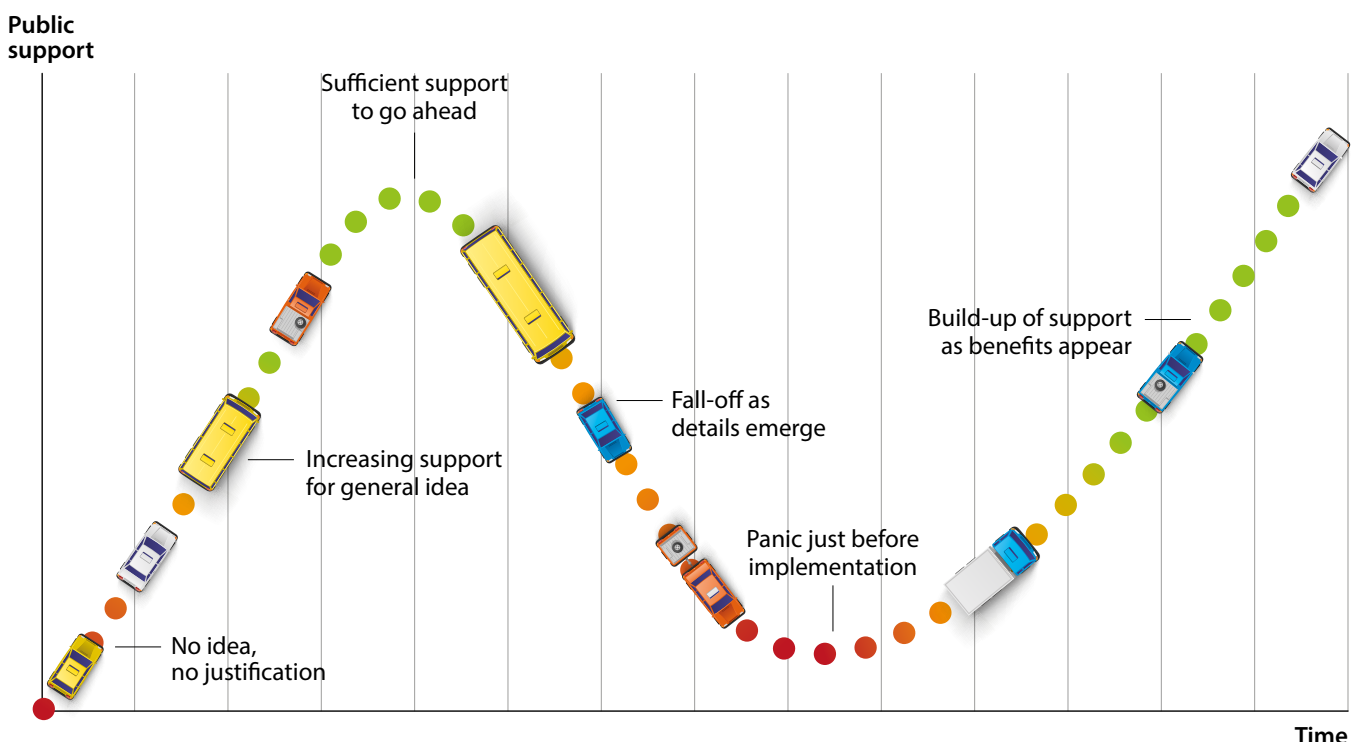 Public
support
Sufficient support
to go ahead
Build-up of support
as benefits appear
Fall-off as
details emerge
Increasing support
for general idea
Panic just before
implementation
No idea,
no justification
Time